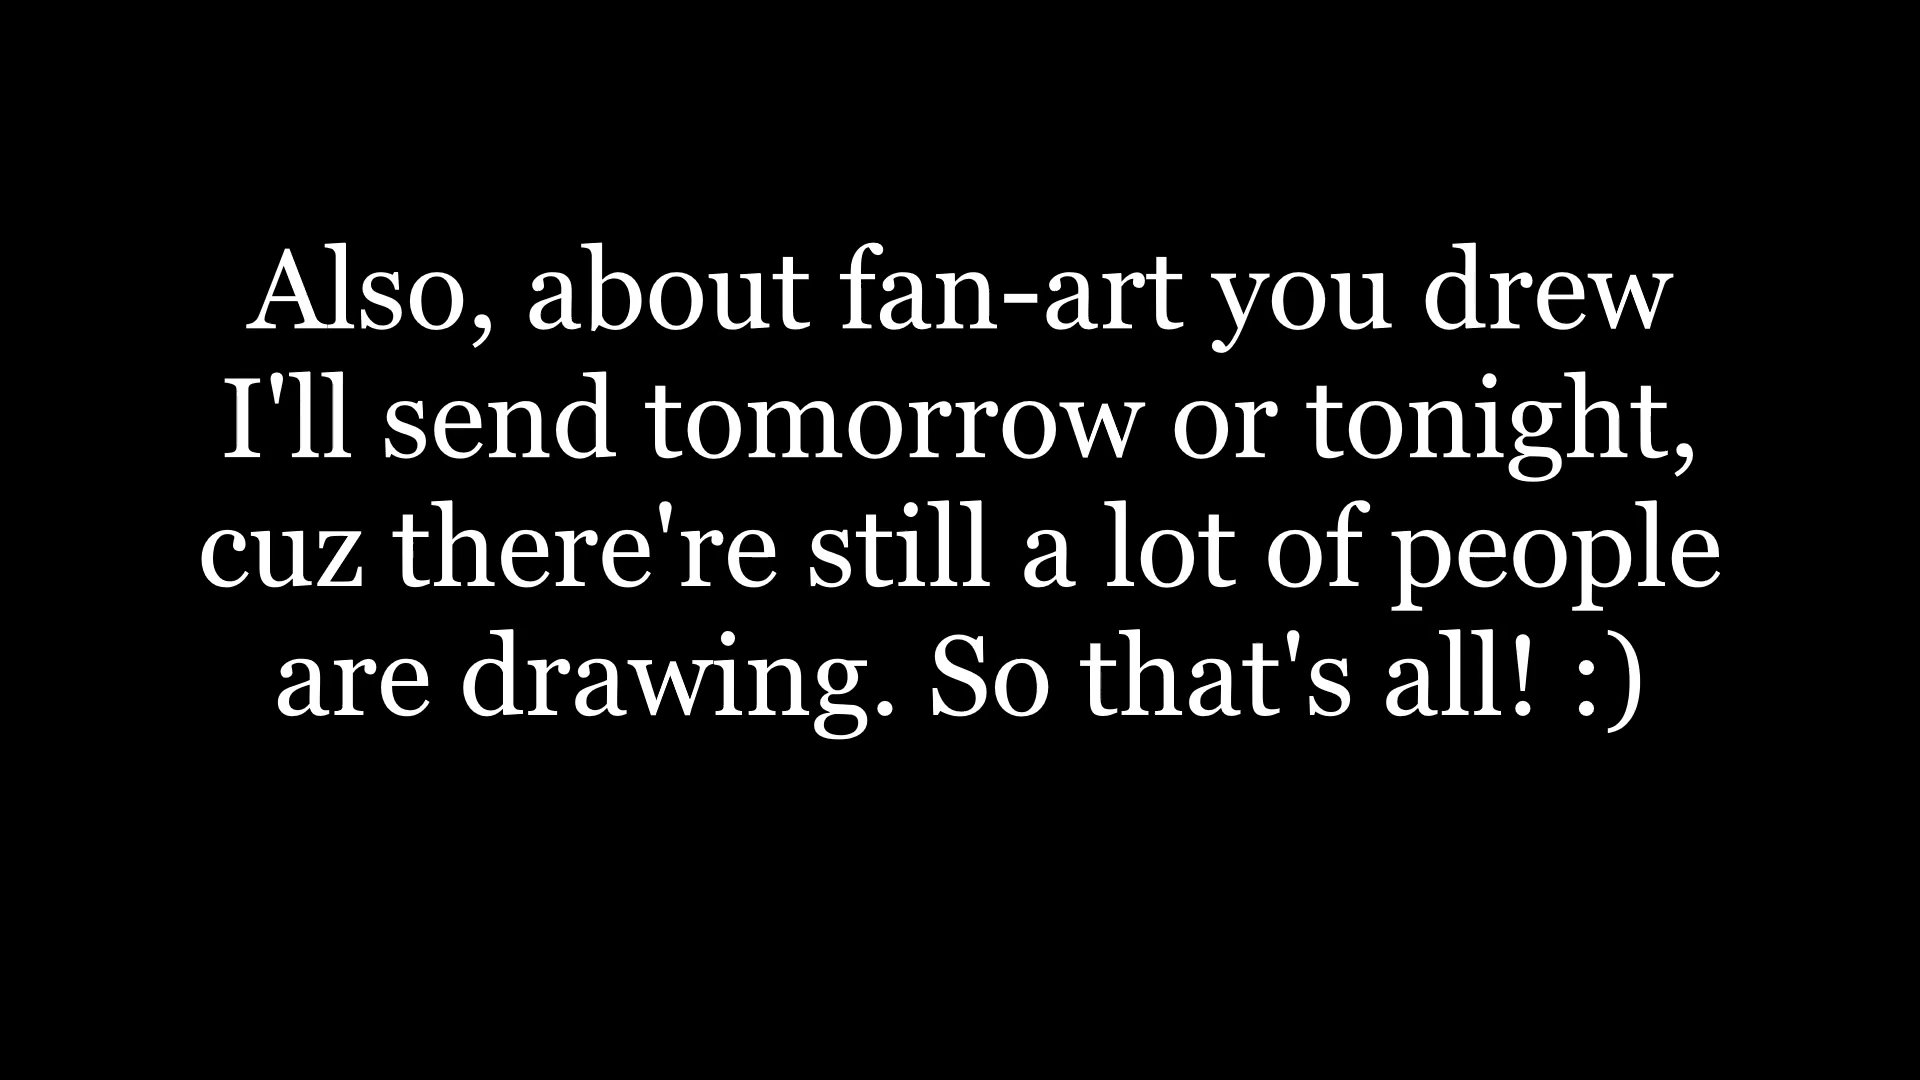 Also, about fan-art you drew
I'll send tomorrow or tonight,
cuz there're still a lot of people
are drawing. So that's all! :)